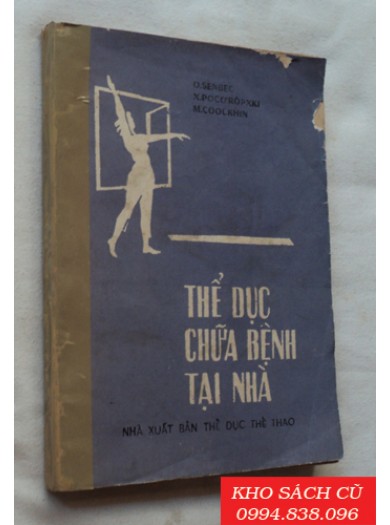 THỂ DỤC
CHỮA BỆNH
TẠI NHÀ
NHÀ XUẤT BẢN THỂ DỤC THỂ THAO
KHO SÁCH CŨ
0994.838.096